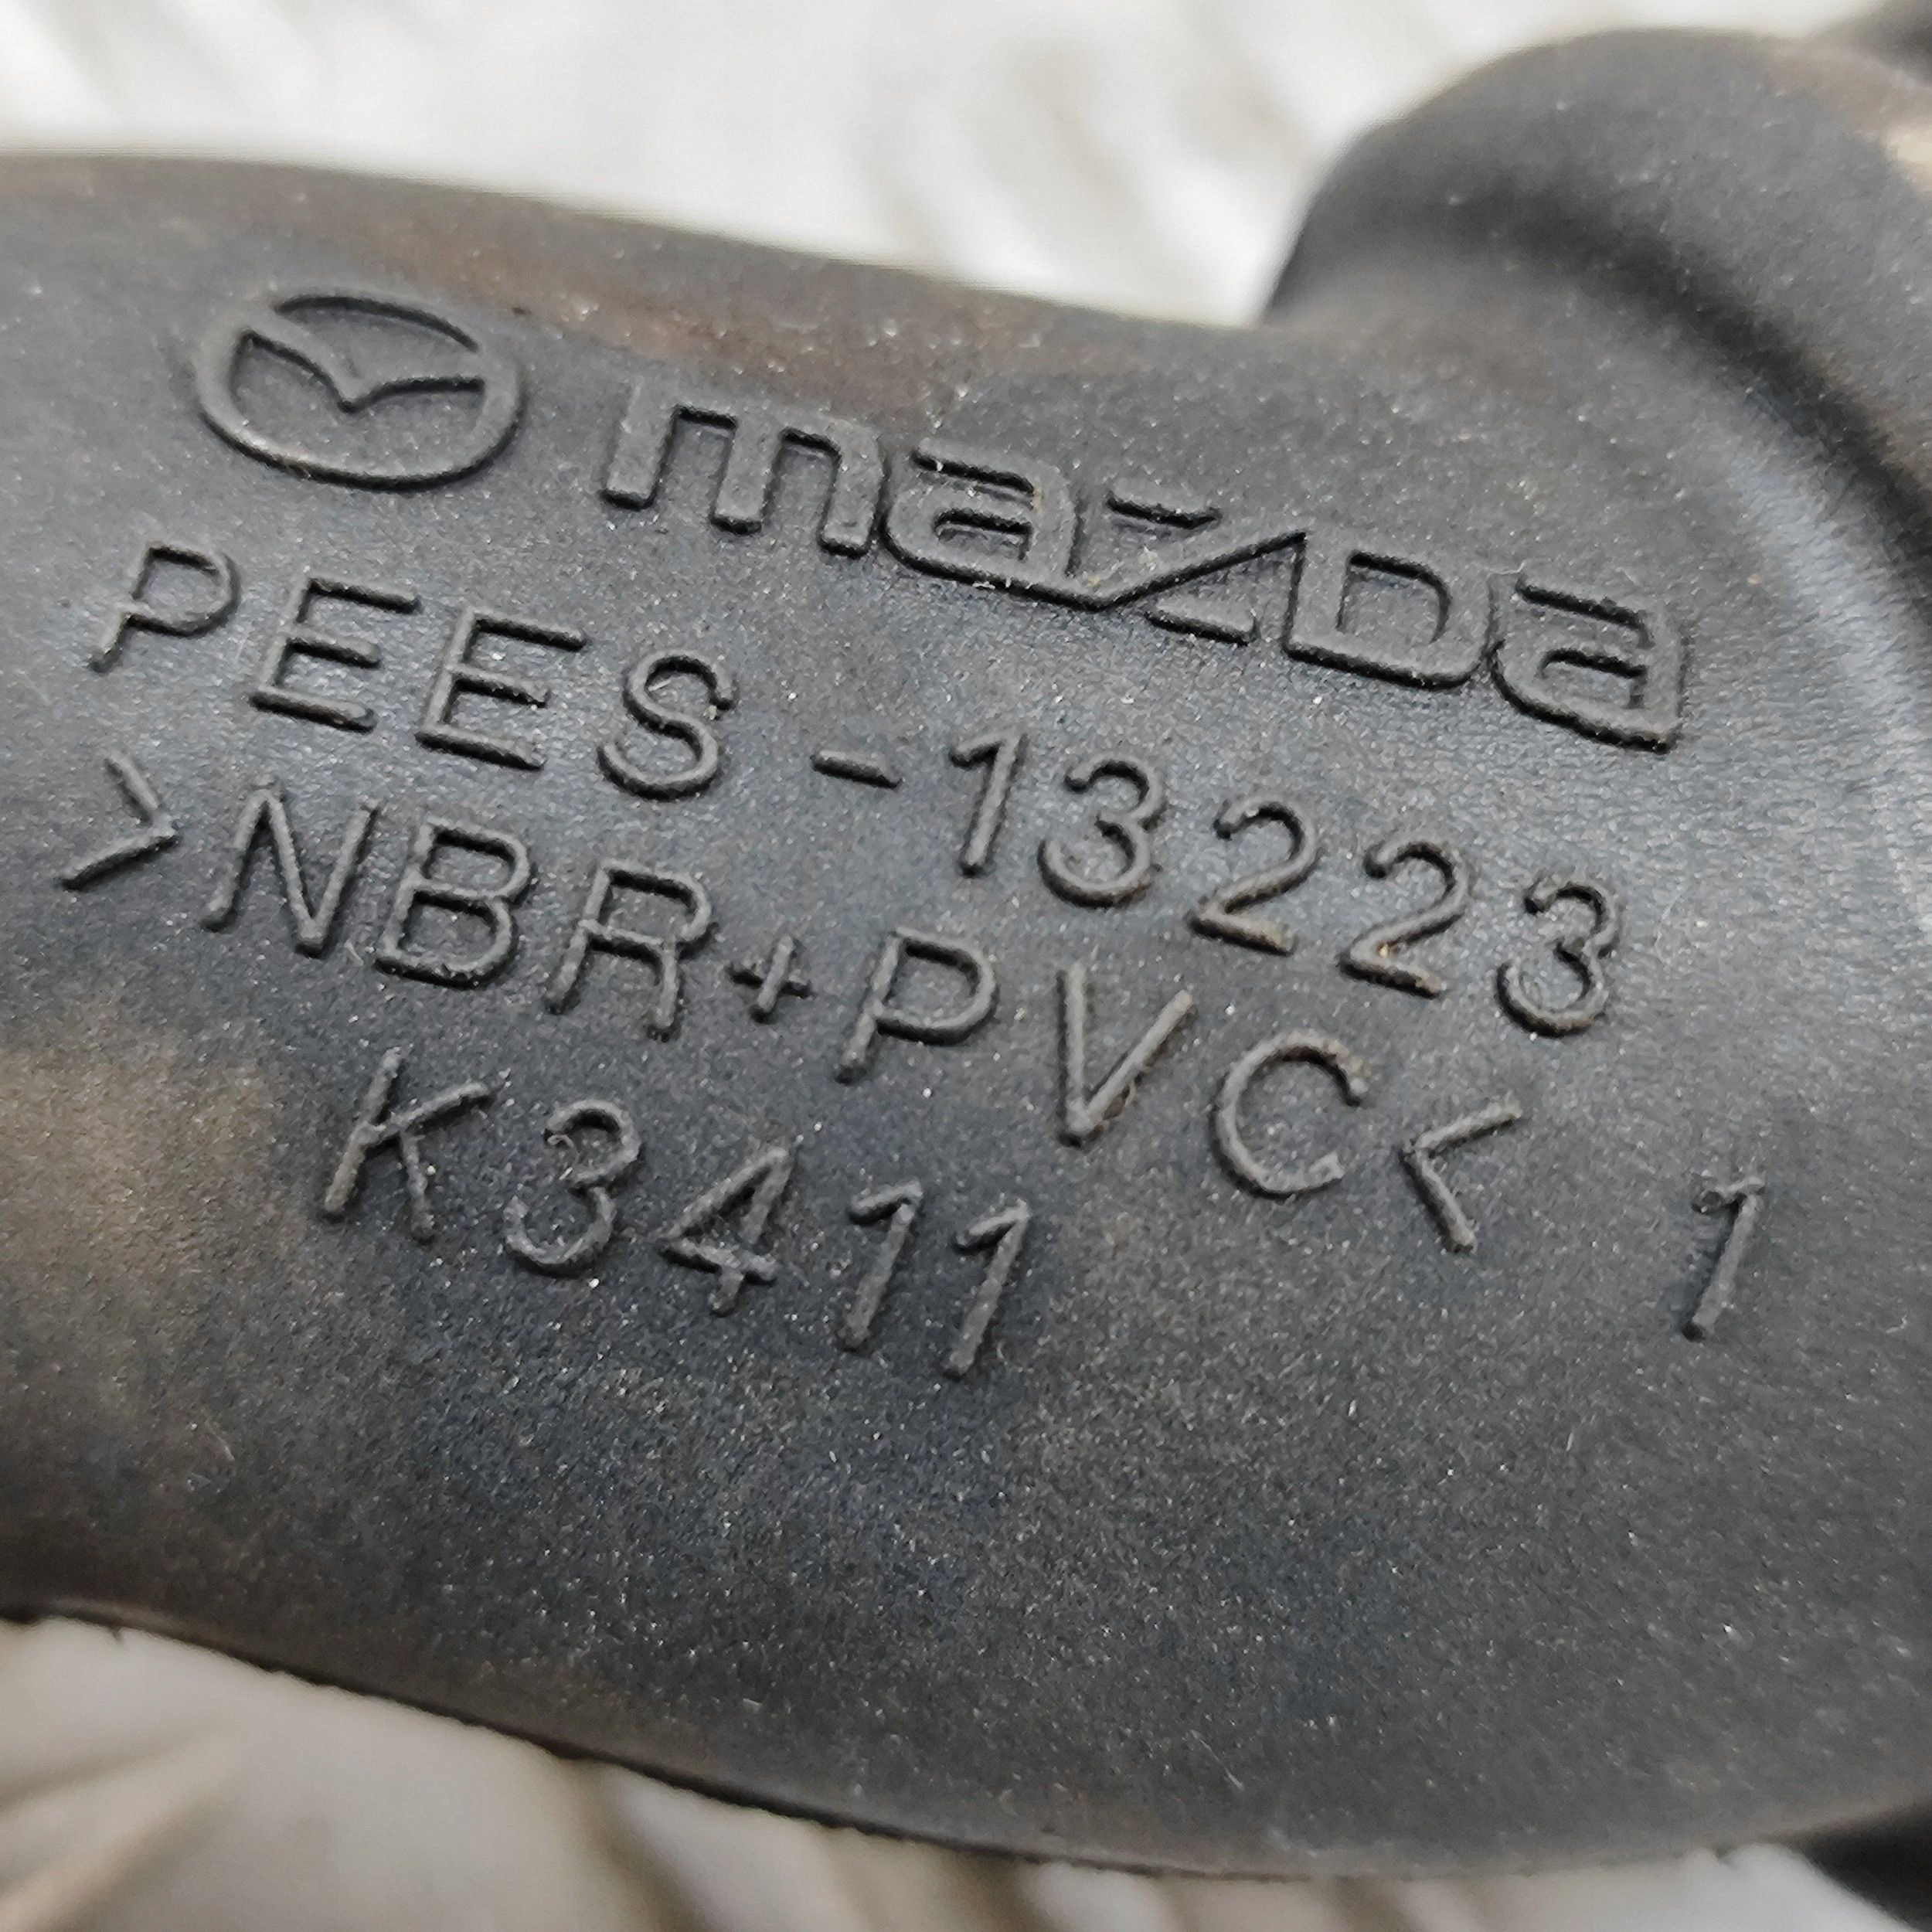 mazda
PEES-13223
>NBR+PVC< 1
K3411